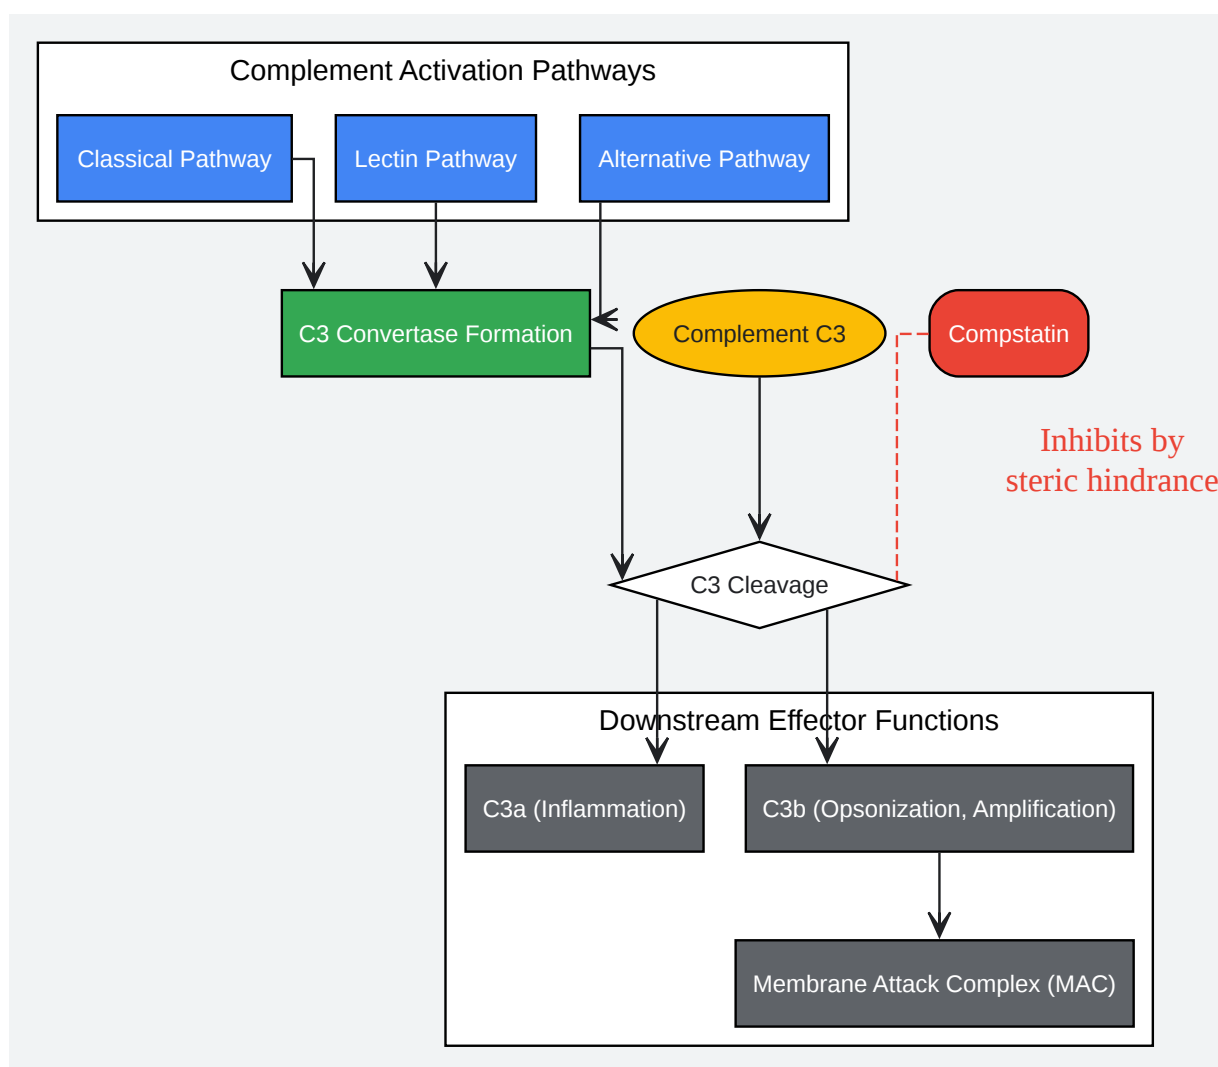 Complement Activation Pathways
Classical Pathway
Lectin Pathway
Alternative Pathway
C3 Convertase Formation
Complement C3
Compstatin
Inhibits by
steric hindrance
C3 Cleavage
Downstream Effector Functions
C3a (Inflammation)
C3b (Opsonization, Amplification)
Membrane Attack Complex (MAC)